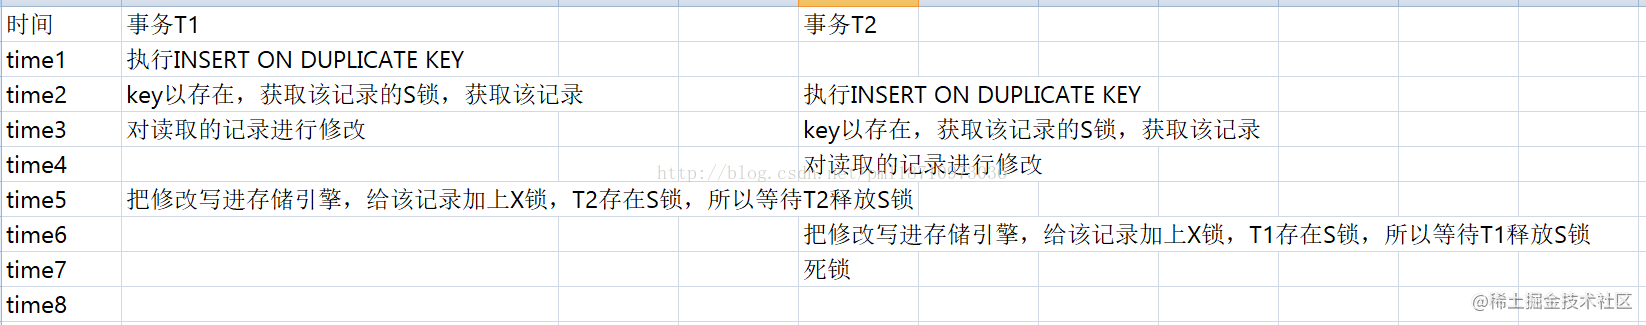 时间 事务T1 事务T2
time1 执行INSERT ON DUPLICATE KEY
time2 key以存在，获取该记录的S锁，获取该记录 执行INSERT ON DUPLICATE KEY
time3 对读取的记录进行修改 key以存在，获取该记录的S锁，获取该记录
time4 对读取的记录进行修改
time5 把修改写进存储引擎，给该记录加上X锁，T2存在S锁，所以等待T2释放S锁
time6 把修改写进存储引擎，给该记录加上X锁，T1存在S锁，所以等待T1释放S锁
time7 死锁
time8
@稀土掘金技术社区